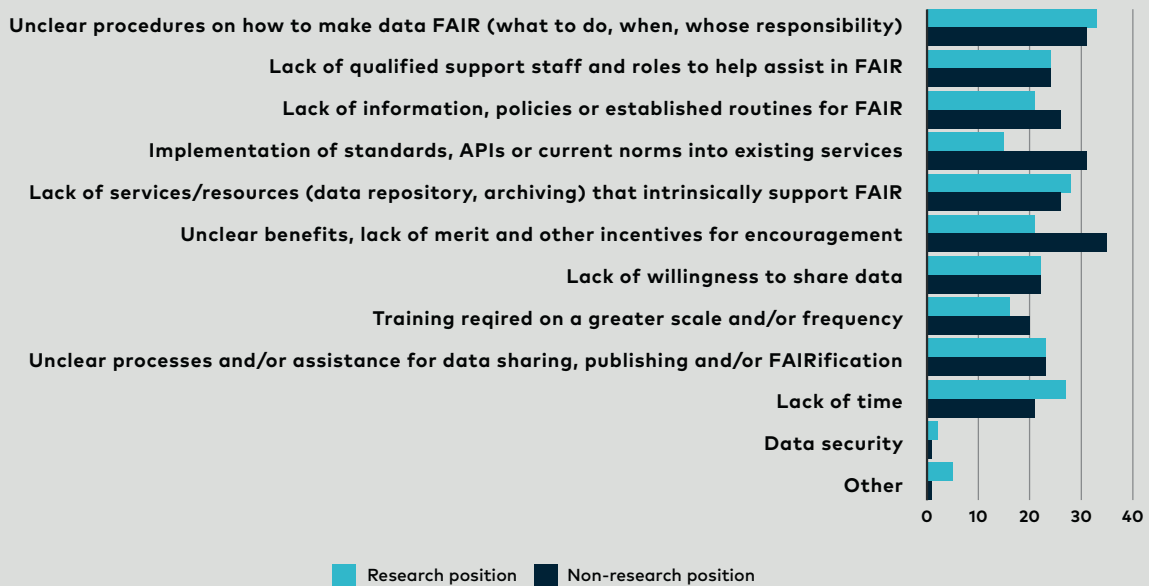 Unclear procedures on how to make data FAIR (what to do, when, whose responsibility)
Lack of qualified support staff and roles to help assist in FAIR
Lack of information, policies or established routines for FAIR
Implementation of standards, APIs or current norms into existing services
Lack of services/resources (data repository, archiving) that intrinsically support FAIR
Unclear benefits, lack of merit and other incentives for encouragement
Lack of willingness to share data
Training reqired on a greater scale and/or frequency
Unclear processes and/or assistance for data sharing, publishing and/or FAIRification
Lack of time
Data security
Other
0 10 20 30 40
Research position Non-research position